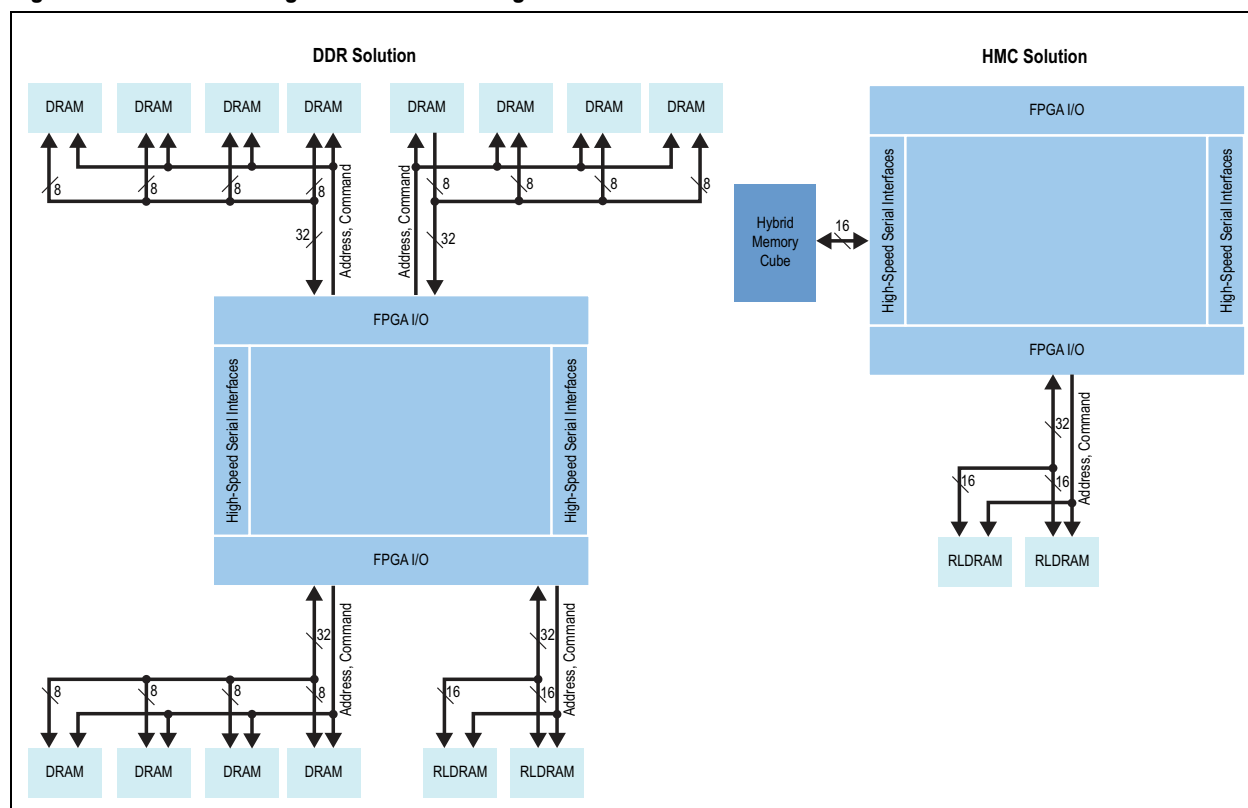 DDR Solution
HMC Solution
DRAM
DRAM
DRAM
DRAM
DRAM
DRAM
DRAM
DRAM
8
8
8
8
8
8
8
8
32
Address, Command
Address, Command
32
FPGA I/O
High-Speed Serial Interfaces
High-Speed Serial Interfaces
FPGA I/O
32
Address, Command
8
8
8
8
32
Address, Command
16
16
DRAM
DRAM
DRAM
DRAM
RLDRAM
RLDRAM
FPGA I/O
Hybrid
Memory
Cube
16
High-Speed Serial Interfaces
High-Speed Serial Interfaces
FPGA I/O
32
Address, Command
16
16
RLDRAM
RLDRAM